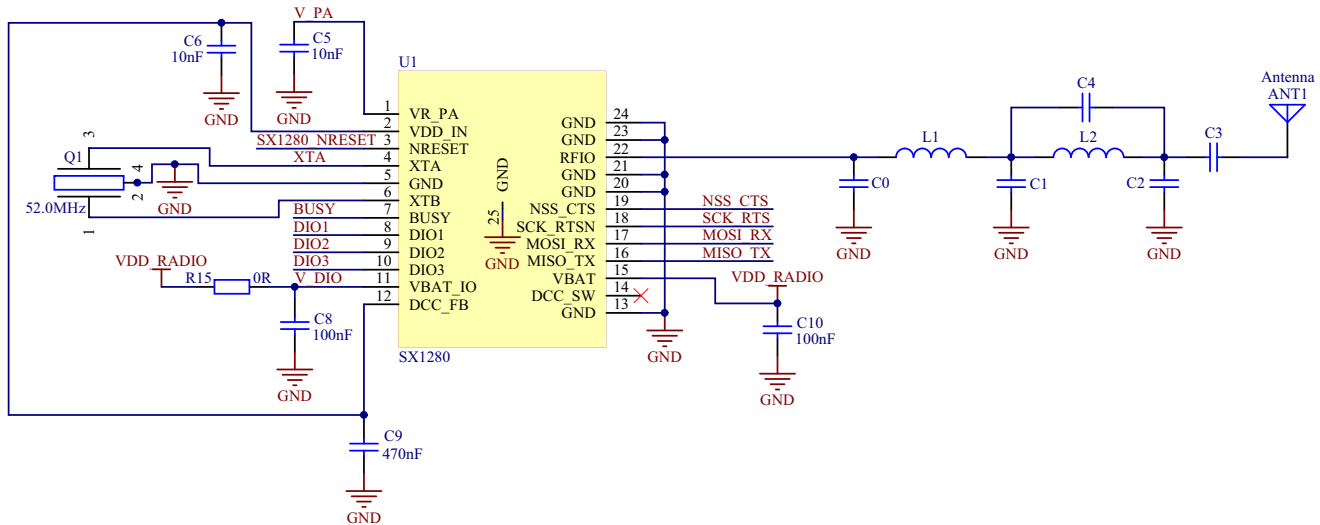 V_PA
C6
10nF
C5
10nF
GND
GND
U1
1
VR_PA
2
VDD_IN
SX1280_NRESET
3
NRESET
XTA
4
XTA
5
GND
6
XTB
BUSY
7
BUSY
DIO1
8
DIO1
DIO2
9
DIO2
DIO3
10
DIO3
V_DIO
11
VBAT_IO
12
DCC_FB
GND
25
GND
24
GND
23
GND
22
RFIO
21
GND
20
GND
19
NSS_CTS
NSS_CTS
18
SCK_RTSN
SCK_RTS
17
MOSI_RX
MOSI_RX
16
MISO_TX
MISO_TX
15
VBAT
14
DCC_SW
13
GND
SX1280
3
Q1
4
2
52.0MHz
1
GND
VDD_RADIO
R15
0R
C8
100nF
GND
C9
470nF
GND
GND
VDD_RADIO
C10
100nF
GND
C0
GND
L1
C4
L2
C1
GND
C2
GND
C3
Antenna
ANT1